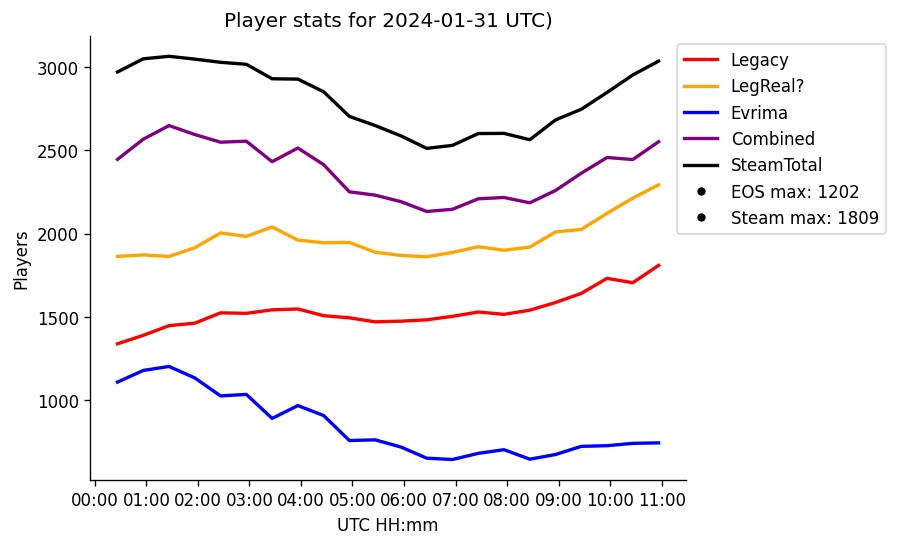 Player stats for 2024-01-31 UTC)
Players
3000
2500
2000
1500
1000
00:00 01:00 02:00 03:00 04:00 05:00 06:00 07:00 08:00 09:00 10:00 11:00
UTC HH:mm
Legacy
LegReal?
Evrima
Combined
SteamTotal
EOS max: 1202
Steam max: 1809